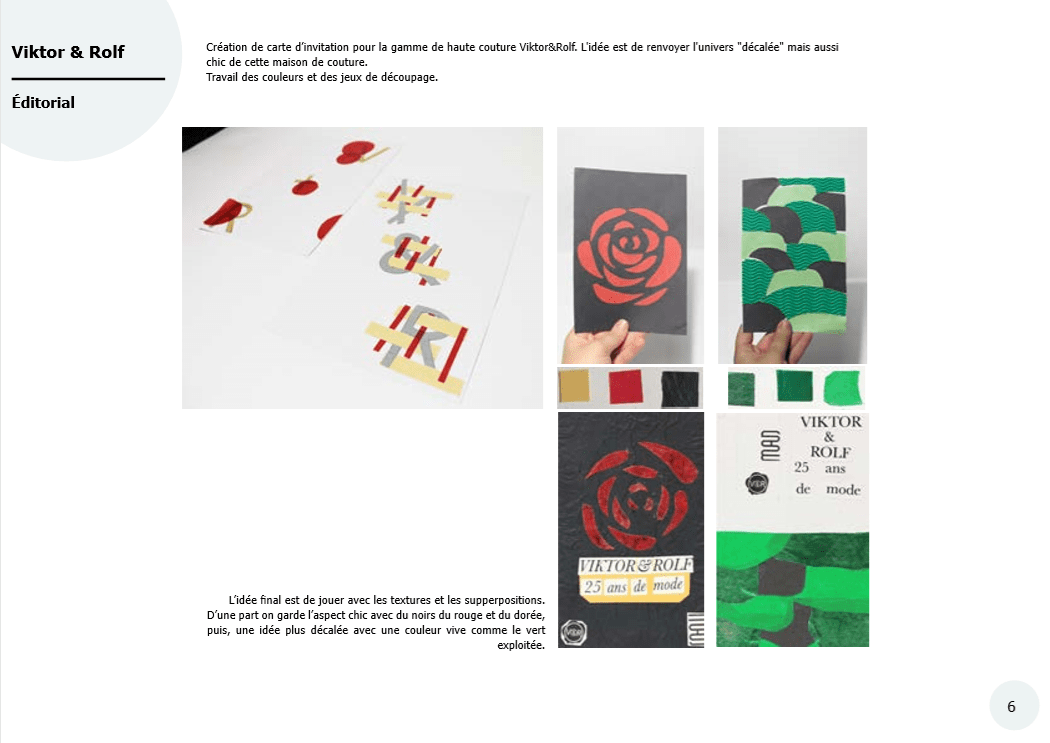 Viktor & Rolf
Éditorial
Création de carte d’invitation pour la gamme de haute couture Viktor&Rolf. L'idée est de renvoyer l'univers "décalée" mais aussi
chic de cette maison de couture.
Travail des couleurs et des jeux de découpage.
R
&
R
VIKTOR
&
ROLF
25 ans
de mode
MAD
V&R
VIKTOR&ROLF
25 ans de mode
V&R
MAD
L’idée final est de jouer avec les textures et les supperpositions.
D’une part on garde l’aspect chic avec du noirs du rouge et du dorée,
puis, une idée plus décalée avec une couleur vive comme le vert
exploitée.
6